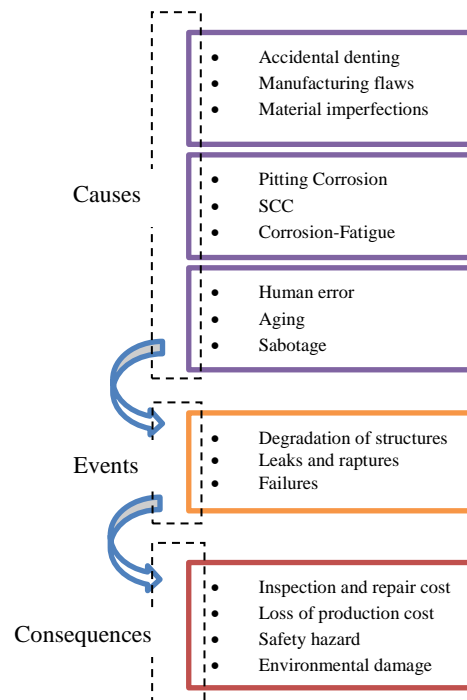 • Accidental denting
• Manufacturing flaws
• Material imperfections
Causes
• Pitting Corrosion
• SCC
• Corrosion-Fatigue
• Human error
• Aging
• Sabotage
Events
• Degradation of structures
• Leaks and raptures
• Failures
Consequences
• Inspection and repair cost
• Loss of production cost
• Safety hazard
• Environmental damage